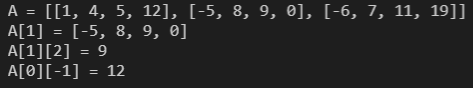 A = [[1, 4, 5, 12], [-5, 8, 9, 0], [-6, 7, 11, 19]]
A[1] = [-5, 8, 9, 0]
A[1][2] = 9
A[0][-1] = 12